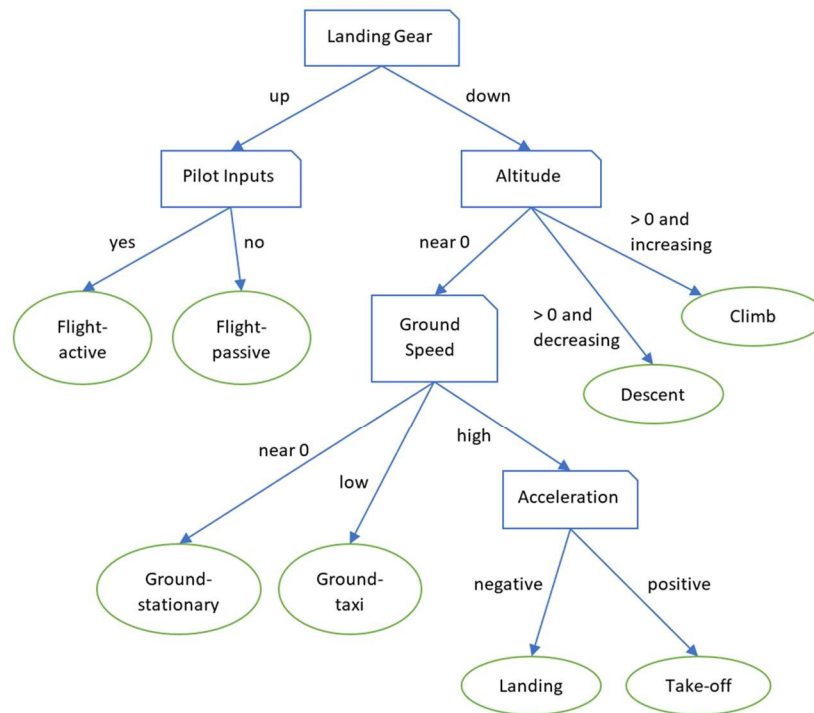 Landing Gear
up
down
Pilot Inputs
Altitude
yes
no
near 0
> 0 and
increasing
Flight-
active
Flight-
passive
Ground
Speed
> 0 and
decreasing
Climb
Descent
near 0
low
high
Acceleration
Ground-
stationary
Ground-
taxi
negative
positive
Landing
Take-off